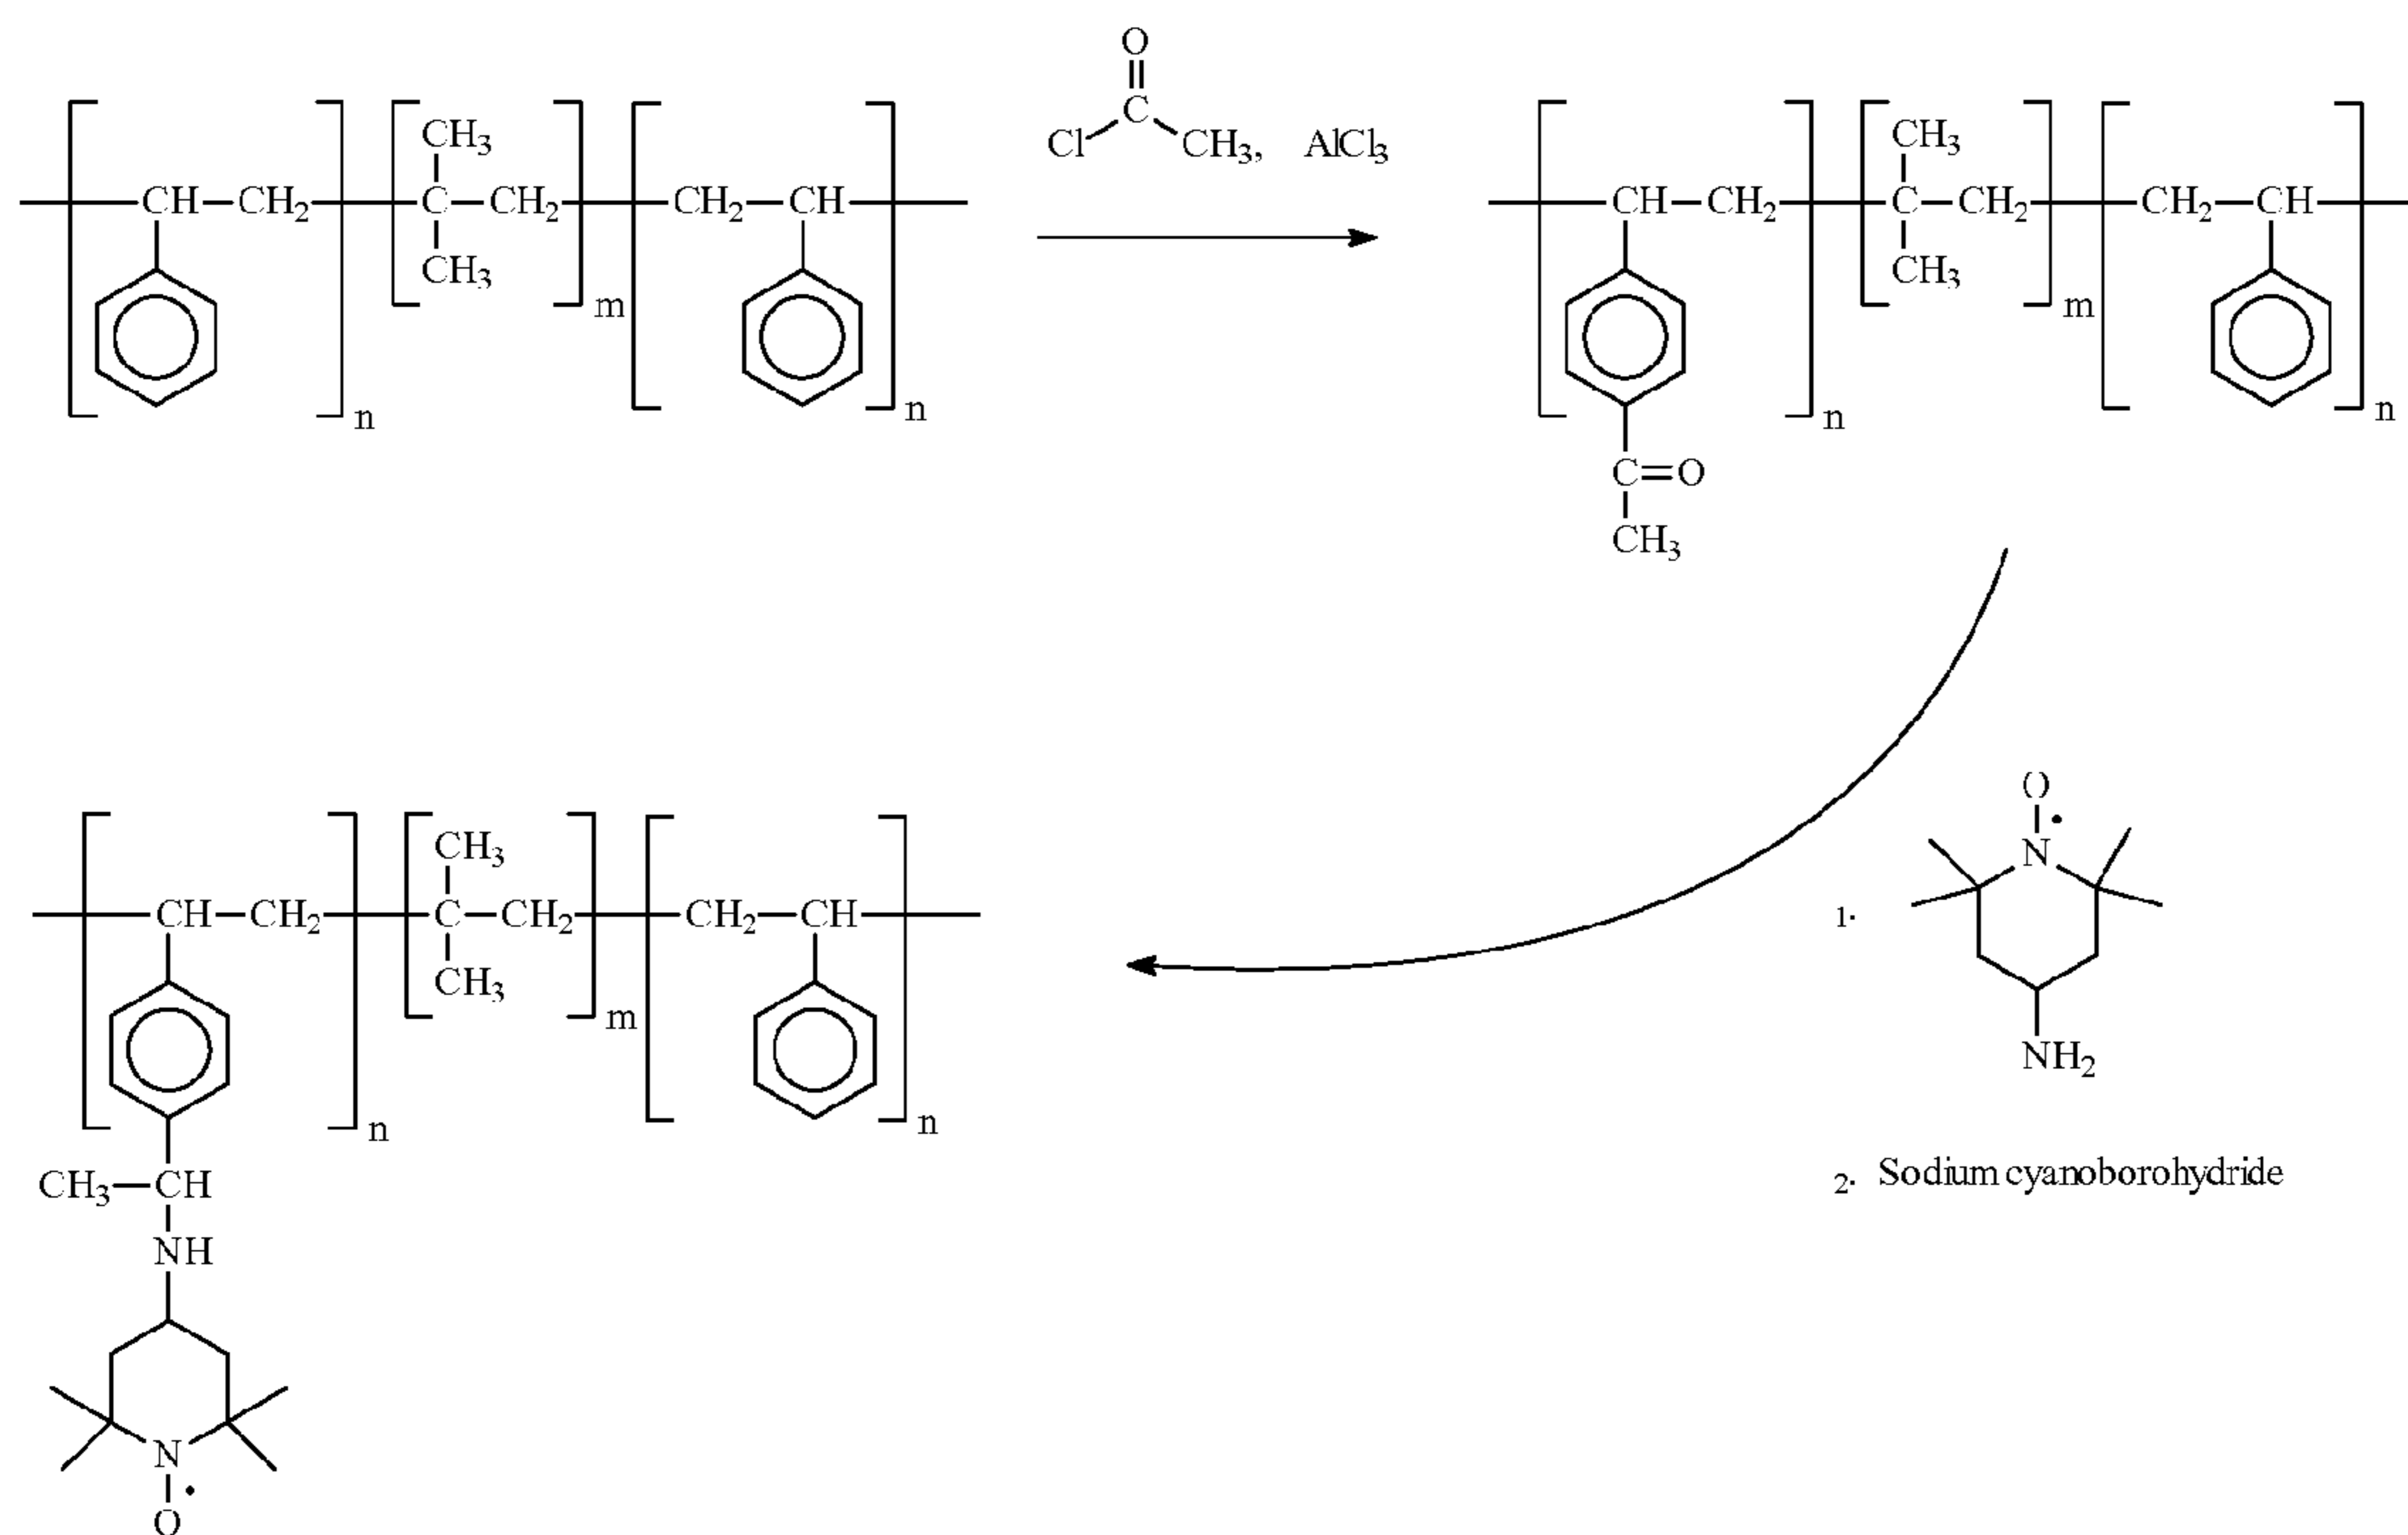 O
CH3 Cl C CH3, AlCl3 CH3
CH CH2 C CH2 CH2 CH CH CH2 C CH2 CH2 CH
CH3 CH3
m m
n n n n
C=O
CH3
O
CH3 N
CH CH2 C CH2 CH2 CH 1.
CH3
m NH2
n n
CH3 CH 2. Sodium cyanoborohydride
NH
N
O